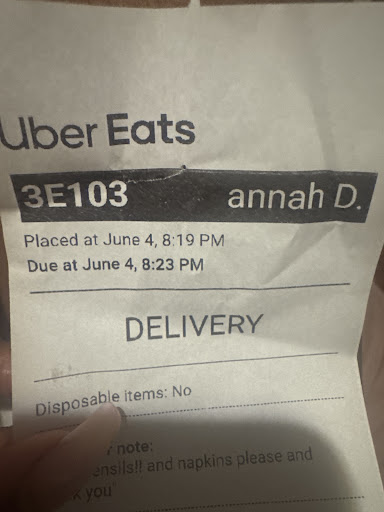 Uber Eats
3E103 annah D.
Placed at June 4, 8:19 PM
Due at June 4, 8:23 PM
DELIVERY
Disposable items: No
note:
ensils!! and napkins please and
you